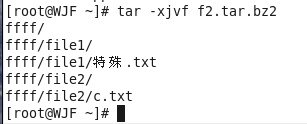 [root@WJF ~]# tar -xjvf f2.tar.bz2
ffff/
ffff/file1/
ffff/file1/特殊.txt
ffff/file2/
ffff/file2/c.txt
[root@WJF ~]#